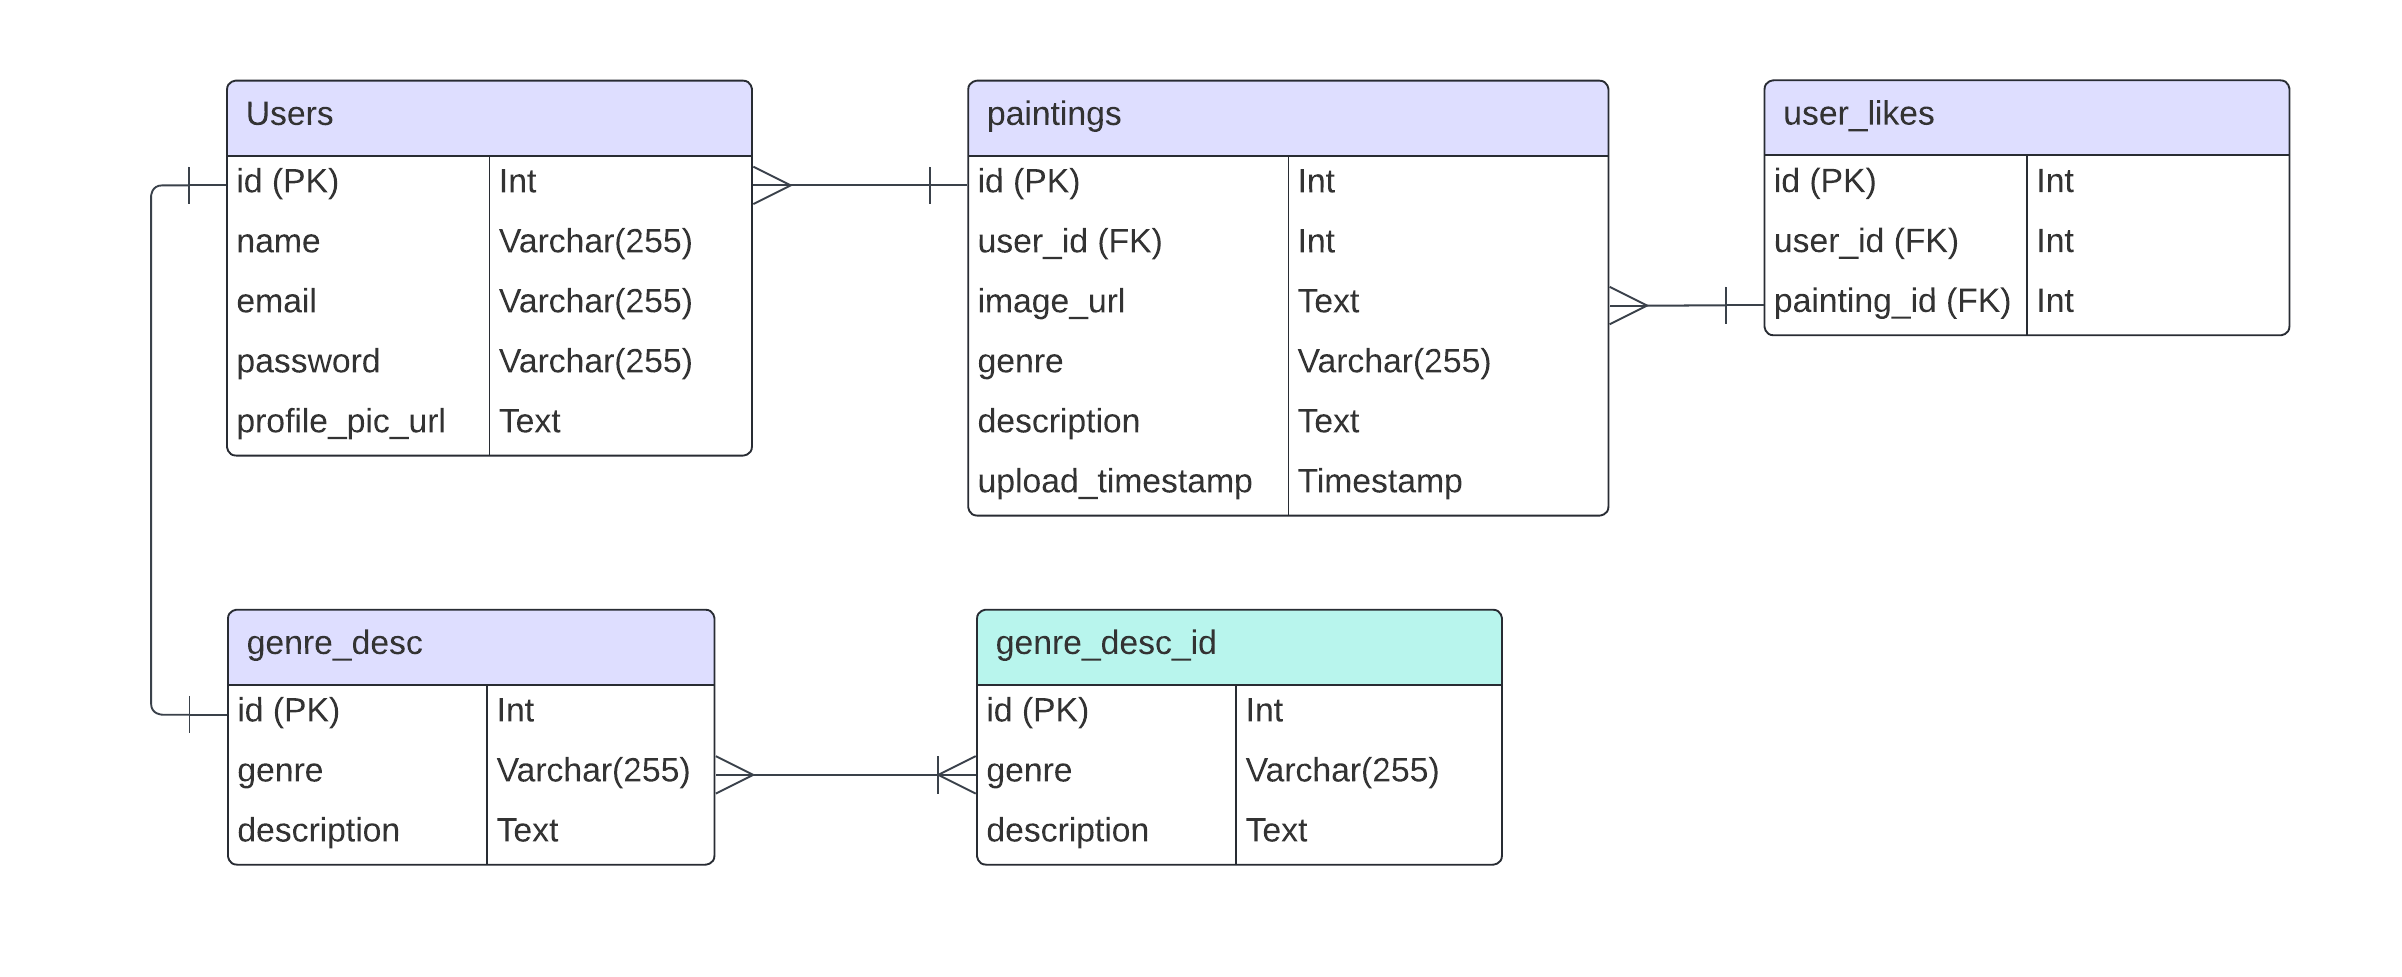 Users
id (PK) Int
name Varchar(255)
email Varchar(255)
password Varchar(255)
profile_pic_url Text
paintings
id (PK) Int
user_id (FK) Int
image_url Text
genre Varchar(255)
description Text
upload_timestamp Timestamp
user_likes
id (PK) Int
user_id (FK) Int
painting_id (FK) Int
genre_desc
id (PK) Int
genre Varchar(255)
description Text
genre_desc_id
id (PK) Int
genre Varchar(255)
description Text